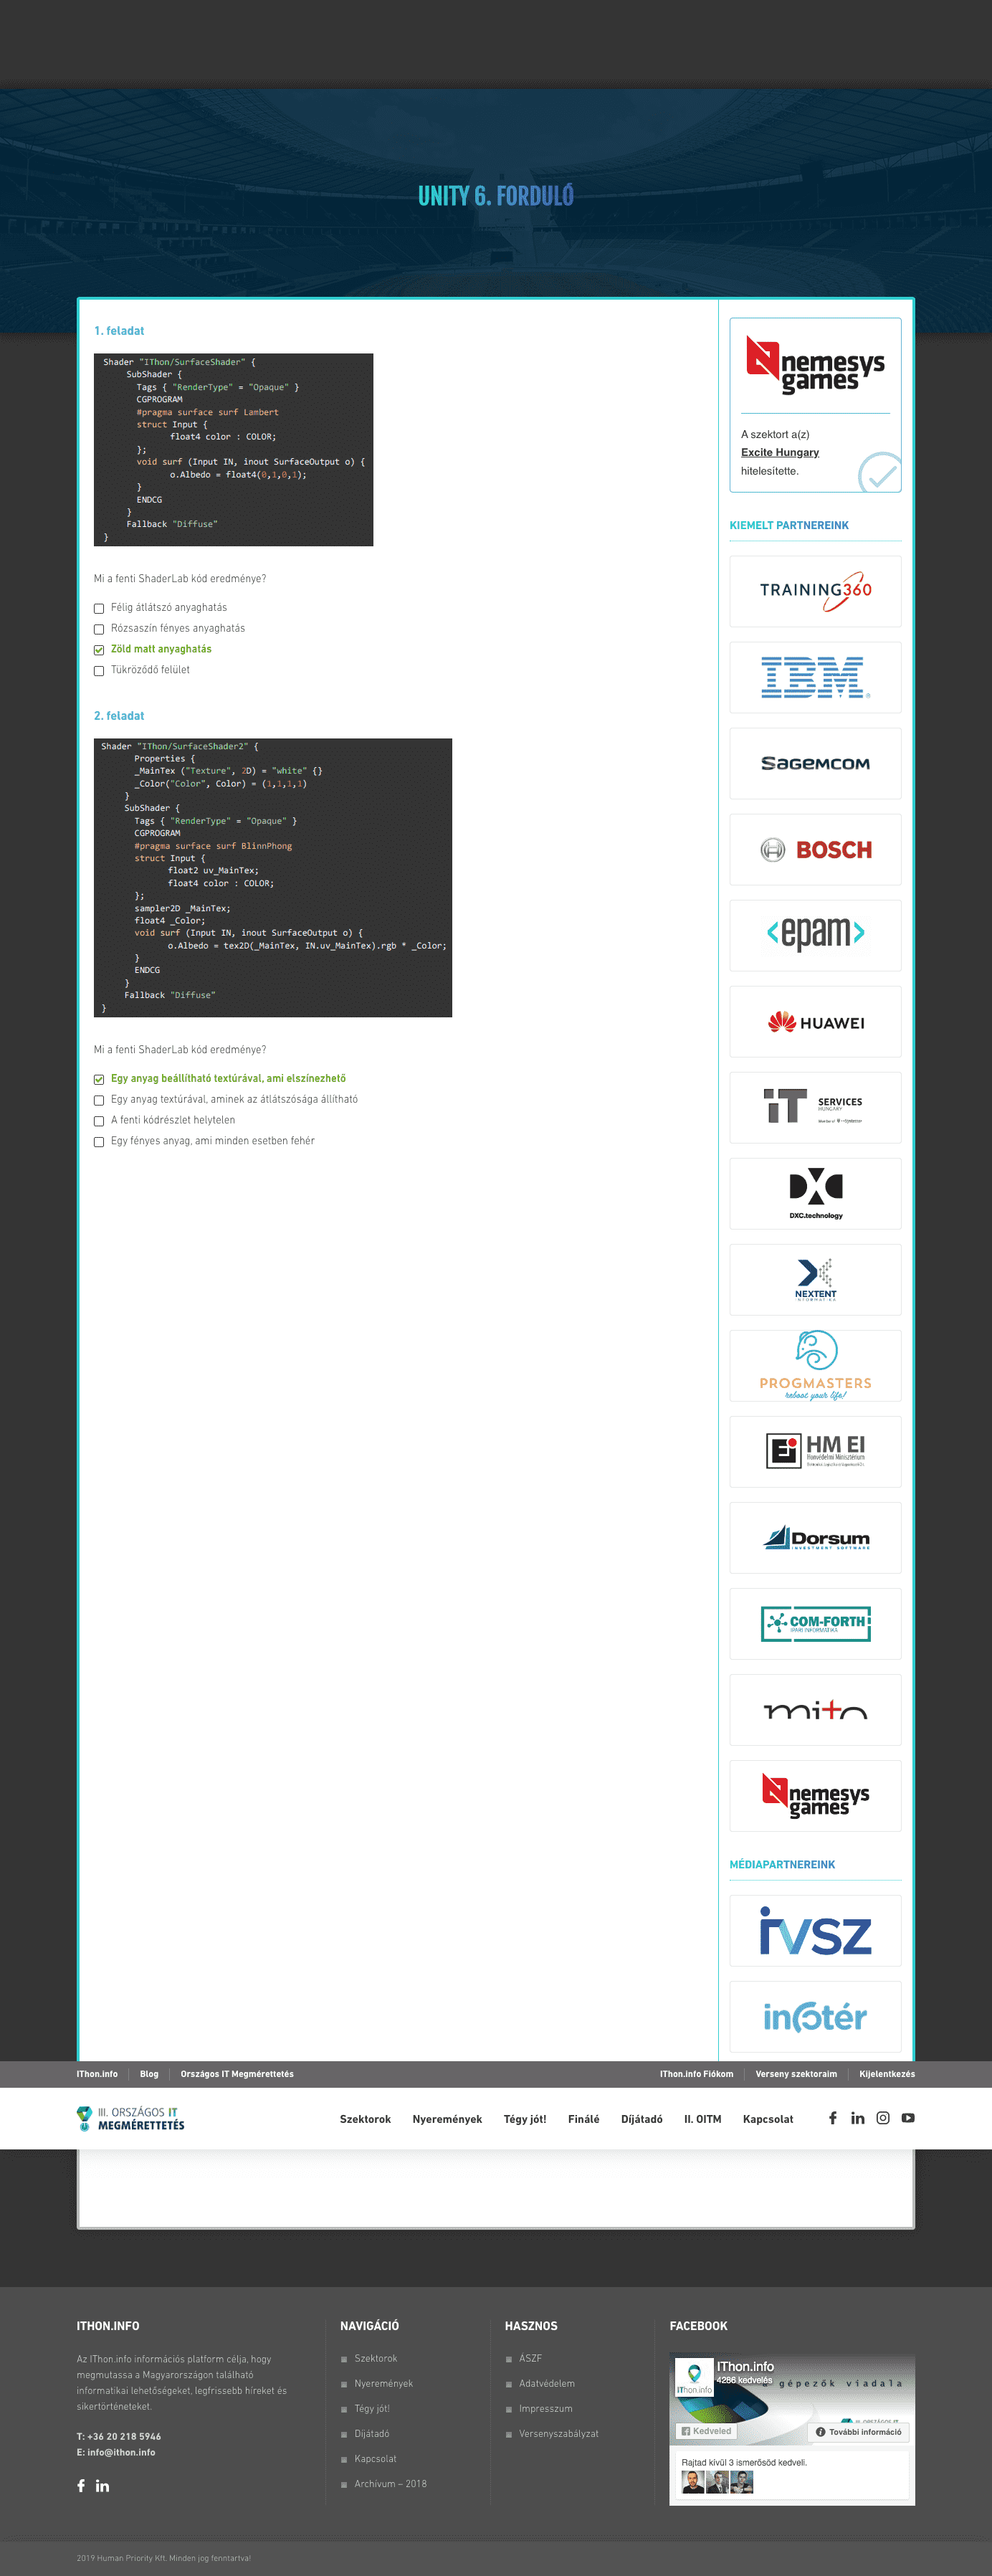 UNITY 6. FORDULÓ
1. feladat
Shader "IThon/SurfaceShader" {
SubShader {
Tags { "RenderType" = "Opaque" }
CGPROGRAM
#pragma surface surf Lambert
struct Input {
float4 color : COLOR;
};
void surf (Input IN, inout SurfaceOutput o) {
o.Albedo = float4(0,1,0,1);
}
ENDCG
}
Fallback "Diffuse"
}
Mi a fenti ShaderLab kód eredménye?
Félig átlátszó anyaghatás
Rózsaszín fényes anyaghatás
Zöld matt anyaghatás
Tükröződő felület
2. feladat
Shader "IThon/SurfaceShader2" {
Properties {
_MainTex ("Texture", 2D) = "white" {}
_Color("Color", Color) = (1,1,1,1)
}
SubShader {
Tags { "RenderType" = "Opaque" }
CGPROGRAM
#pragma surface surf BlinnPhong
struct Input {
float2 uv_MainTex;
float4 color : COLOR;
};
sampler2D _MainTex;
float4 _Color;
void surf (Input IN, inout SurfaceOutput o) {
o.Albedo = tex2D(_MainTex, IN.uv_MainTex).rgb * _Color;
}
ENDCG
}
Fallback "Diffuse"
}
Mi a fenti ShaderLab kód eredménye?
Egy anyag beállítható textúrával, ami elszínezhető
Egy anyag textúrával, aminek az átlátszósága állítható
A fenti kódrészlet helytelen
Egy fényes anyag, ami minden esetben fehér
nemesys
games
A szektort a(z)
Excite Hungary
hitelesítette.
KIEMELT PARTNEREINK
TRAINING360
IBM
SAGEMCOM
BOSCH
<epam>
HUAWEI
iT SERVICES
HUNGARY
DXC.technology
NEXTENT
INFORMATIKA
PROGMASTERS
reboot your life!
Ei HM EI
Honvédelmi Minisztérium
Dorsum
INVESTMENT SOFTWARE
COM-FORTH
IPARI INFORMATIKA
mito
nemesys
games
MÉDIAPARTNEREINK
iVSZ
infotér
IThon.info Blog Országos IT Megmérettetés IThon.info Fiókom Verseny szektoraim Kijelentkezés
III. ORSZÁGOS IT
MEGMÉRETTETÉS
Szektorok Nyeremények Tégy jót! Finálé Díjátadó II. OITM Kapcsolat
ITHON.INFO
Az IThon.info információs platform célja, hogy
megmutassa a Magyarországon található
informatikai lehetőségeket, legfrissebb híreket és
sikertörténeteket.
T: +36 20 218 5946
E: info@ithon.info
NAVIGÁCIÓ
Szektorok
Nyeremények
Tégy jót!
Díjátadó
Kapcsolat
Archívum – 2018
HASZNOS
ÁSZF
Adatvédelem
Impresszum
Versenyszabályzat
FACEBOOK
IThon.info
IThon.info
4286 kedvelés
gépezők viadala
Kedveled
További információ
Rajtad kívül 3 ismerősöd kedveli.
2019 Human Priority Kft. Minden jog fenntartva!